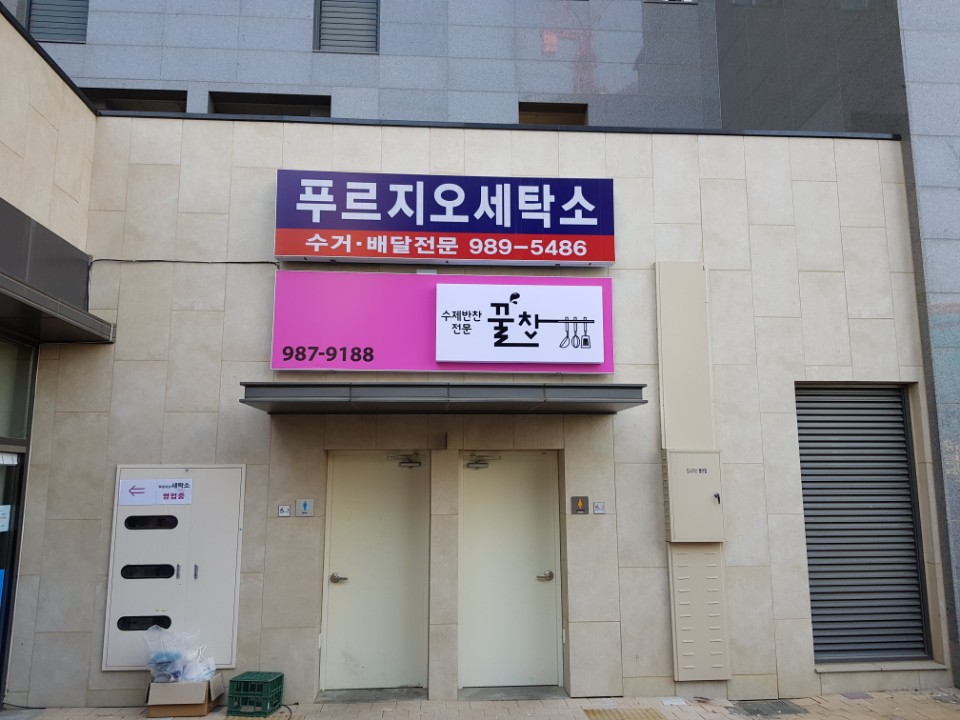 푸르지오세탁소
수거·배달전문 989-5486
수제반찬
전문
꿀찬
987-9188
세탁소
영업중